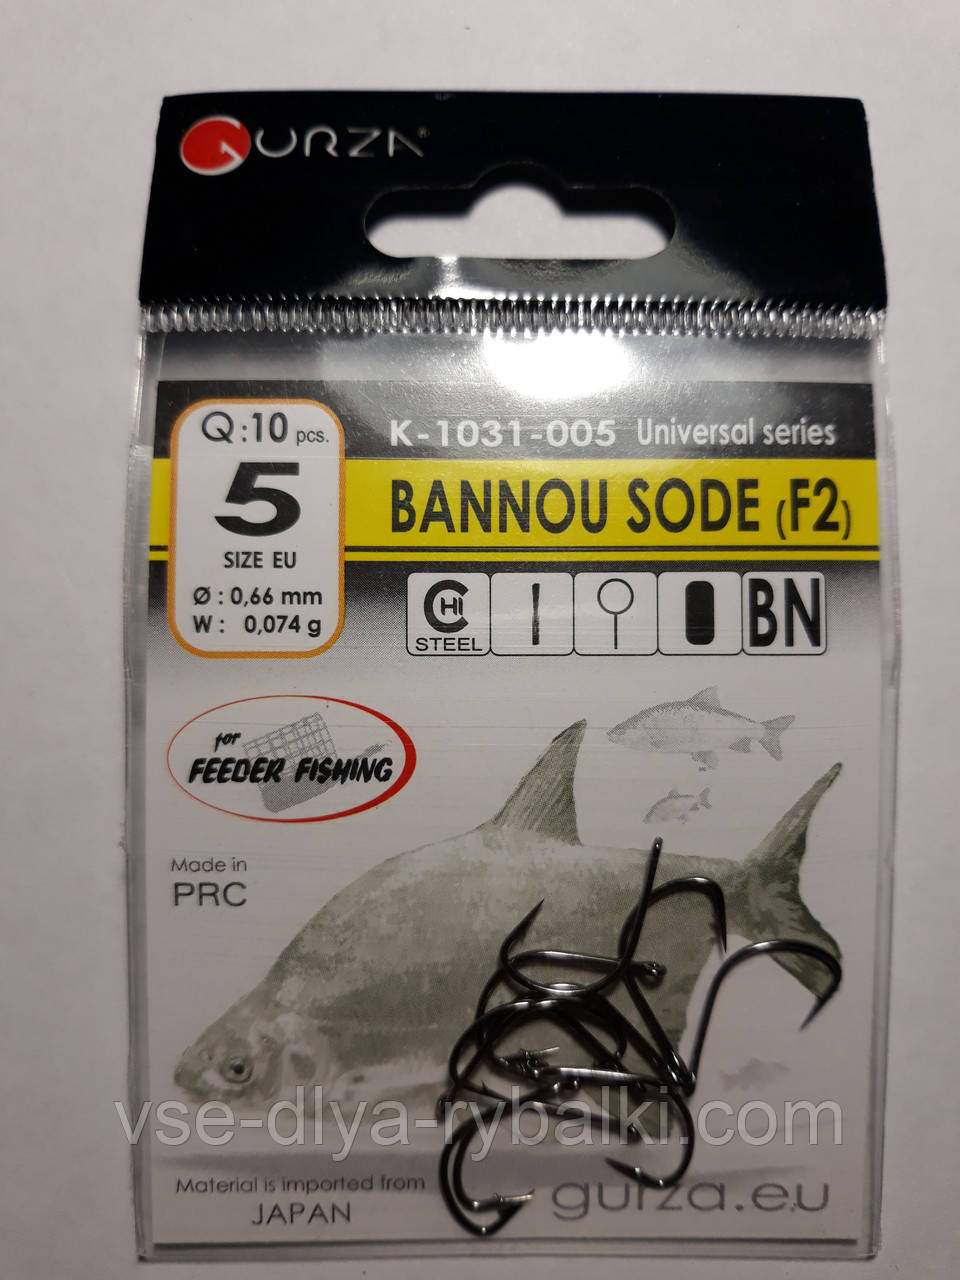 GURZA®
Q:10 pcs.
5
SIZE EU
Ø : 0,66 mm
W : 0,074 g
K-1031-005 Universal series
BANNOU SODE (F2)
CHI
STEEL
BN
for
FEEDER FISHING
Made in
PRC
vse-dlya-rybalki.com
Material is imported from
JAPAN
gurza.eu